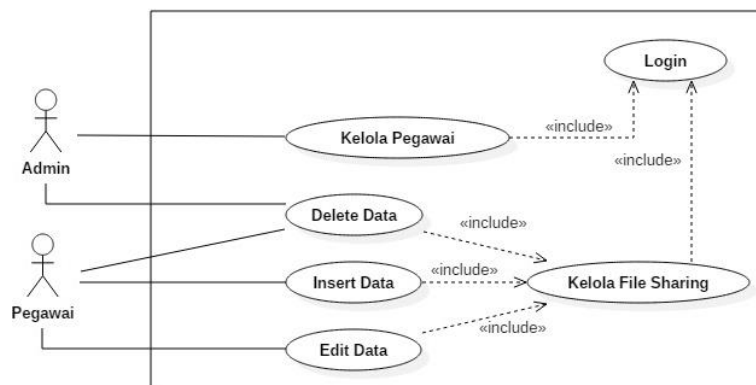 Login
«include»
Admin
Kelola Pegawai
«include»
Delete Data
«include»
Pegawai
Insert Data
«include»
Kelola File Sharing
Edit Data
«include»